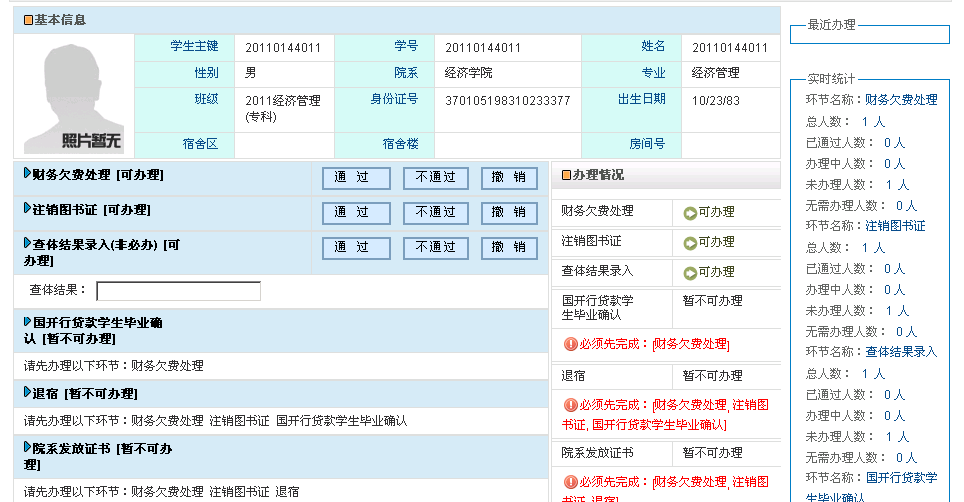 基本信息
照片暂无
学生主键 20110144011 学号 20110144011 姓名 20110144011
性别 男 院系 经济学院 专业 经济管理
班级 2011经济管理(专科) 身份证号 370105198310233377 出生日期 10/23/83
宿舍区 宿舍楼 房间号
财务欠费处理 [可办理] 通 过 不通过 撤 销
注销图书证 [可办理] 通 过 不通过 撤 销
查体结果录入(非必办) [可
办理] 通 过 不通过 撤 销
查体结果：
国开行贷款学生毕业确
认 [暂不可办理]
请先办理以下环节：财务欠费处理
退宿 [暂不可办理]
请先办理以下环节：财务欠费处理 注销图书证 国开行贷款学生毕业确认
院系发放证书 [暂不可办
理]
请先办理以下环节：财务欠费处理 注销图书证 退宿
办理情况
财务欠费处理 可办理
注销图书证 可办理
查体结果录入 可办理
国开行贷款学
生毕业确认 暂不可办理
必须先完成：[财务欠费处理]
退宿 暂不可办理
必须先完成：[财务欠费处理, 注销图
书证, 国开行贷款学生毕业确认]
院系发放证书 暂不可办理
必须先完成：[财务欠费处理, 注销图
书证, 退宿]
最近办理
实时统计
环节名称：财务欠费处理
总人数： 1 人
已通过人数： 0 人
办理中人数： 0 人
未办理人数： 1 人
无需办理人数： 0 人
环节名称：注销图书证
总人数： 1 人
已通过人数： 0 人
办理中人数： 0 人
未办理人数： 1 人
无需办理人数： 0 人
环节名称：查体结果录入
总人数： 1 人
已通过人数： 0 人
办理中人数： 0 人
未办理人数： 1 人
无需办理人数： 0 人
环节名称：国开行贷款学
生毕业确认